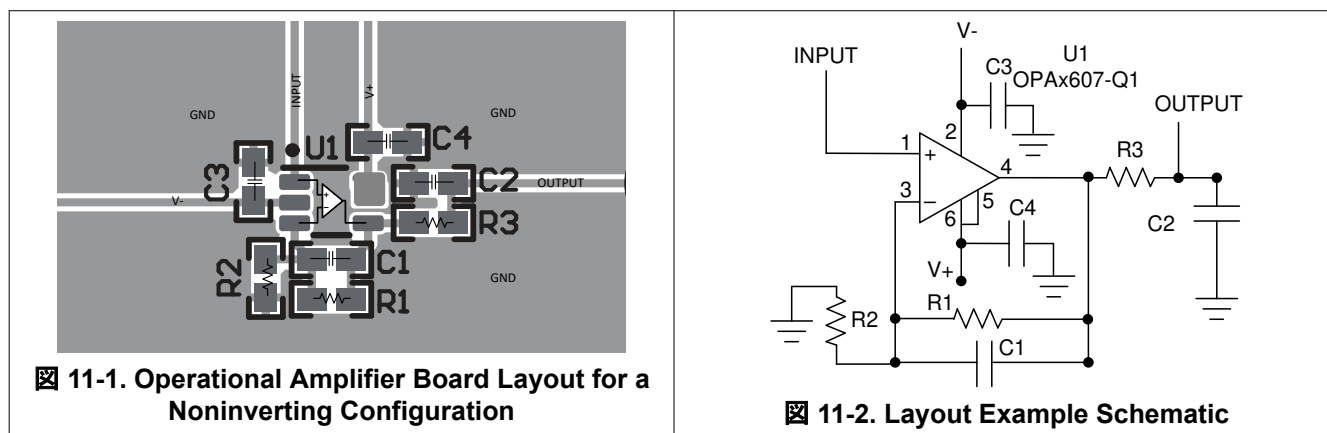 INPUT
V+
GND
GND
C4
U1
C3
C2
OUTPUT
V-
R3
C1
R2
GND
R1
図 11-1. Operational Amplifier Board Layout for a
Noninverting Configuration
V-
U1
OPAx607-Q1
INPUT
C3
OUTPUT
2
1
+
R3
4
3
−
5
C4
C2
6
V+
R1
R2
C1
図 11-2. Layout Example Schematic